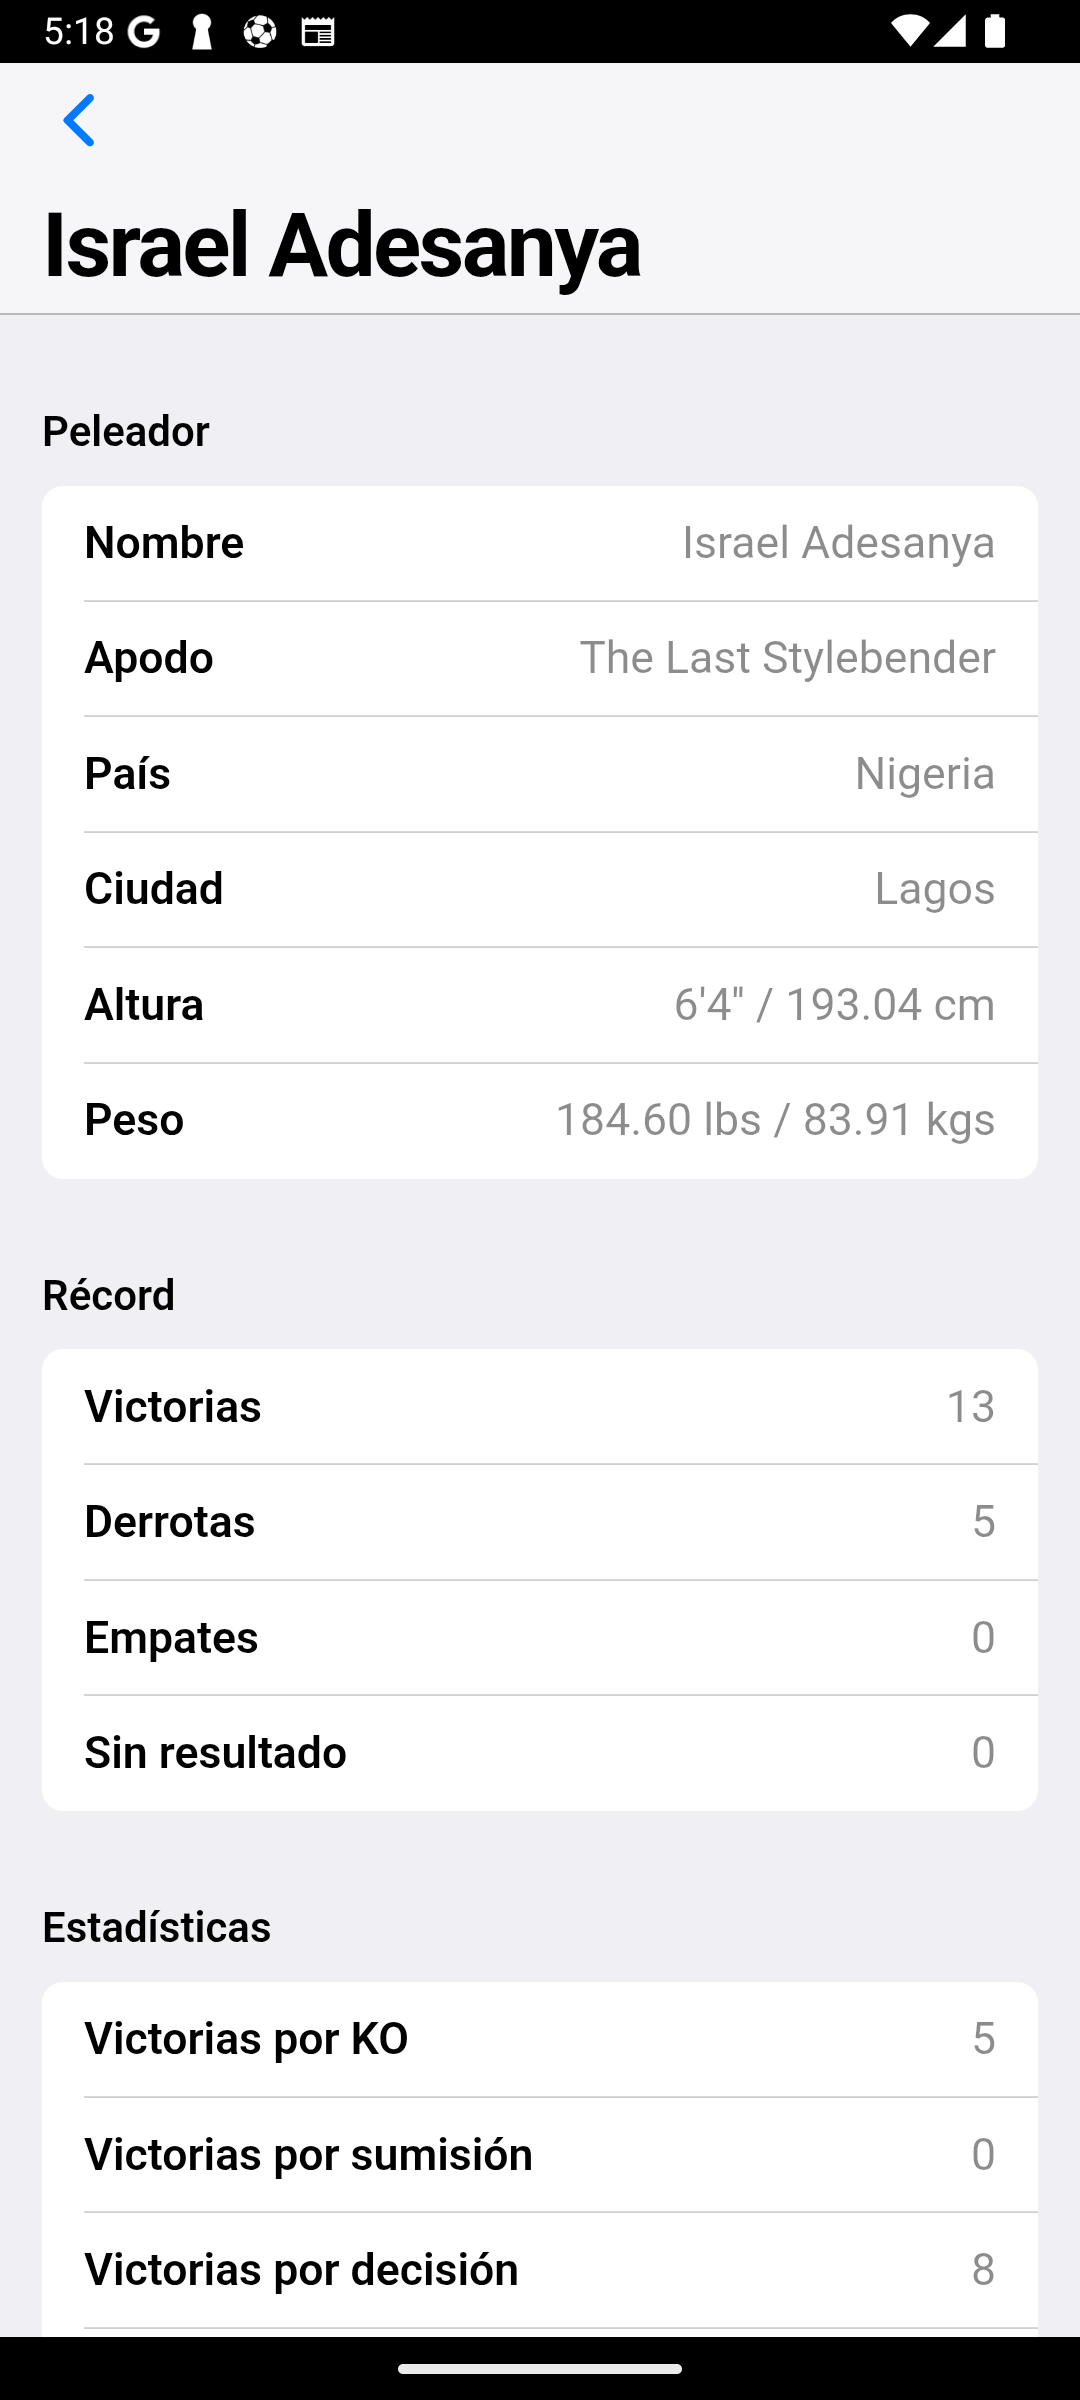 5:18
Israel Adesanya
Peleador
Nombre Israel Adesanya
Apodo The Last Stylebender
País Nigeria
Ciudad Lagos
Altura 6'4" / 193.04 cm
Peso 184.60 lbs / 83.91 kgs
Récord
Victorias 13
Derrotas 5
Empates 0
Sin resultado 0
Estadísticas
Victorias por KO 5
Victorias por sumisión 0
Victorias por decisión 8